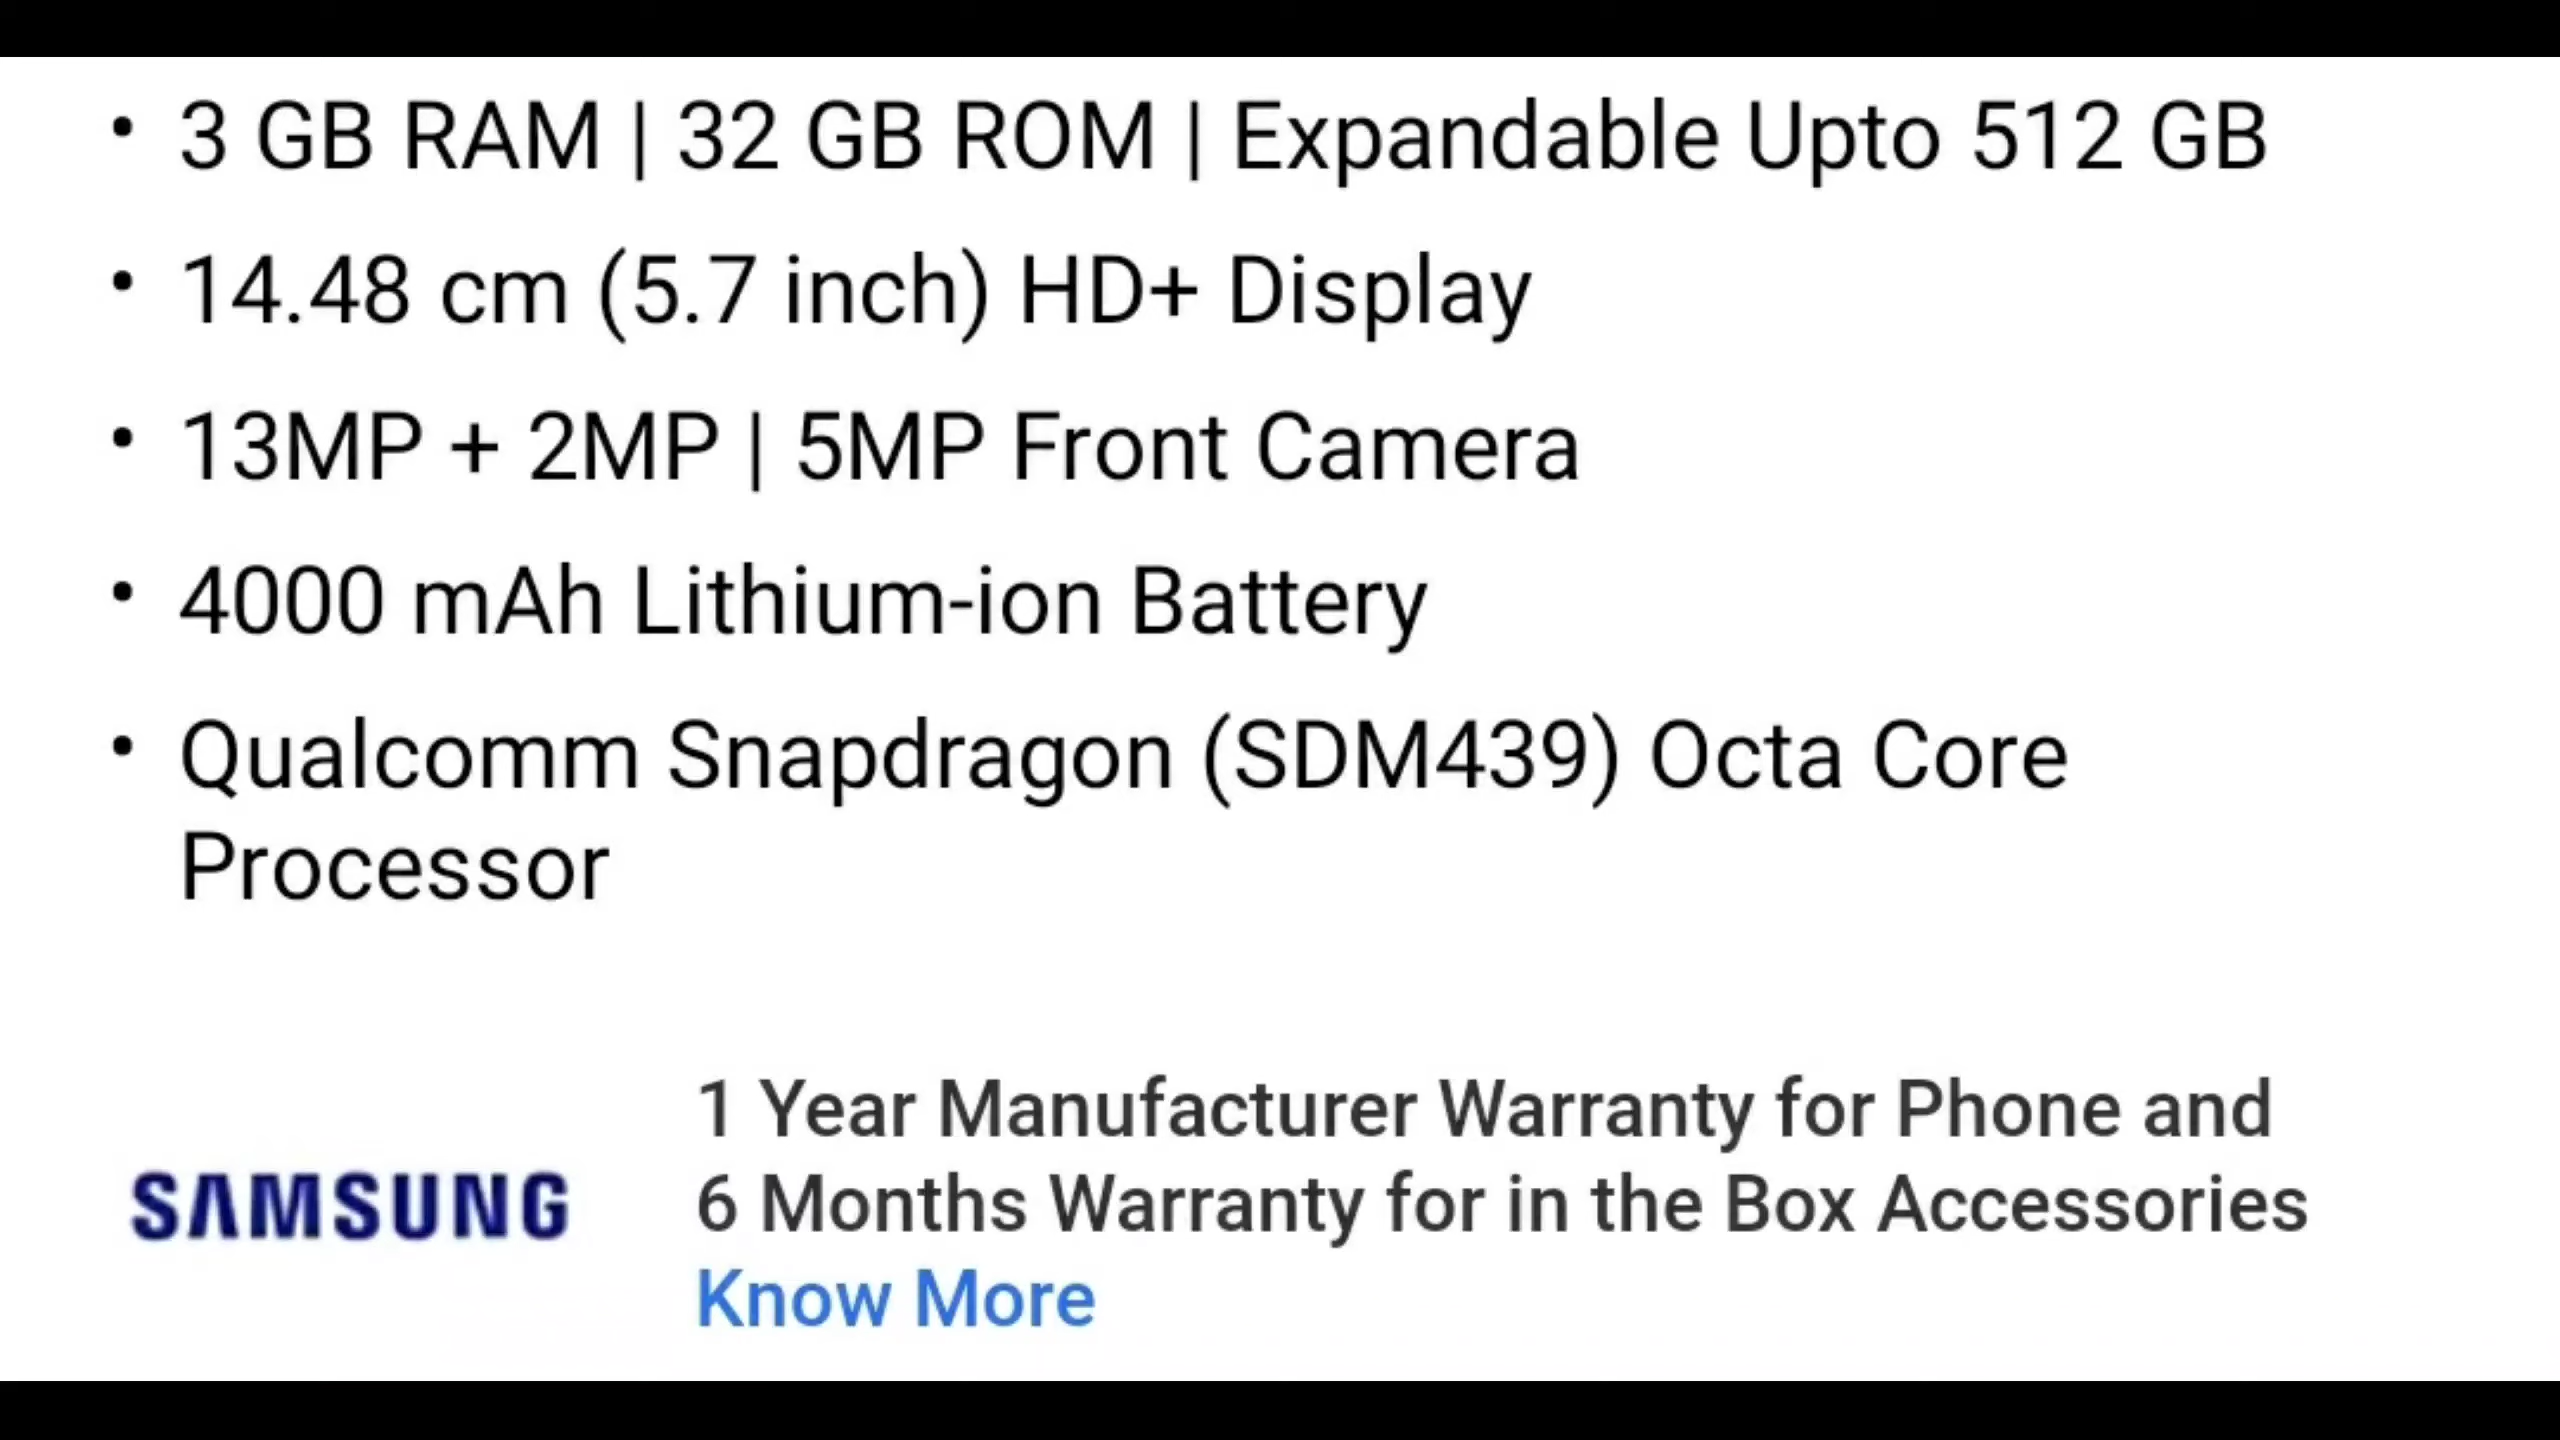 • 3 GB RAM | 32 GB ROM | Expandable Upto 512 GB
• 14.48 cm (5.7 inch) HD+ Display
• 13MP + 2MP | 5MP Front Camera
• 4000 mAh Lithium-ion Battery
• Qualcomm Snapdragon (SDM439) Octa Core
Processor
SAMSUNG
1 Year Manufacturer Warranty for Phone and
6 Months Warranty for in the Box Accessories
Know More